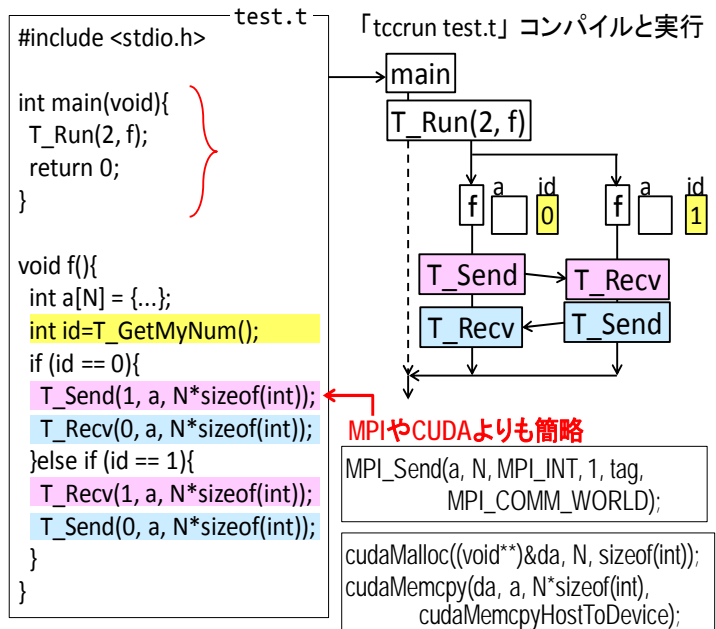 test.t
#include <stdio.h>
int main(void){
T_Run(2, f);
return 0;
}
void f(){
int a[N] = {...};
int id=T_GetMyNum();
if (id == 0){
T_Send(1, a, N*sizeof(int));
T_Recv(0, a, N*sizeof(int));
}else if (id == 1){
T_Recv(1, a, N*sizeof(int));
T_Send(0, a, N*sizeof(int));
}
}
「tccrun test.t」コンパイルと実行
main
T_Run(2, f)
a id a id
f 0 f 1
T_Send T_Recv
T_Recv T_Send
MPIやCUDAよりも簡略
MPI_Send(a, N, MPI_INT, 1, tag,
MPI_COMM_WORLD);
cudaMalloc((void**)&da, N, sizeof(int));
cudaMemcpy(da, a, N*sizeof(int),
cudaMemcpyHostToDevice);